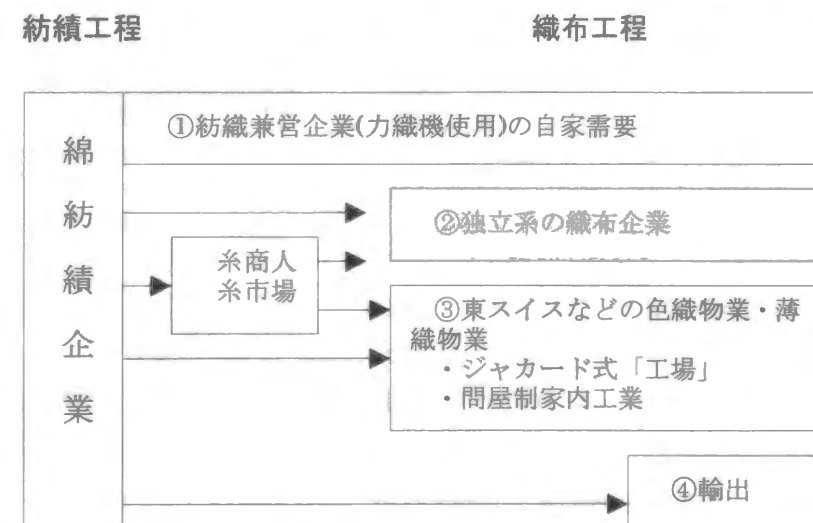 紡績工程 織布工程
①紡織兼営企業(力織機使用)の自家需要
綿紡績企業
②独立系の織布企業
糸商人
糸市場
③東スイスなどの色織物業・薄
織物業
・ジャカード式「工場」
・問屋制家内工業
④輸出